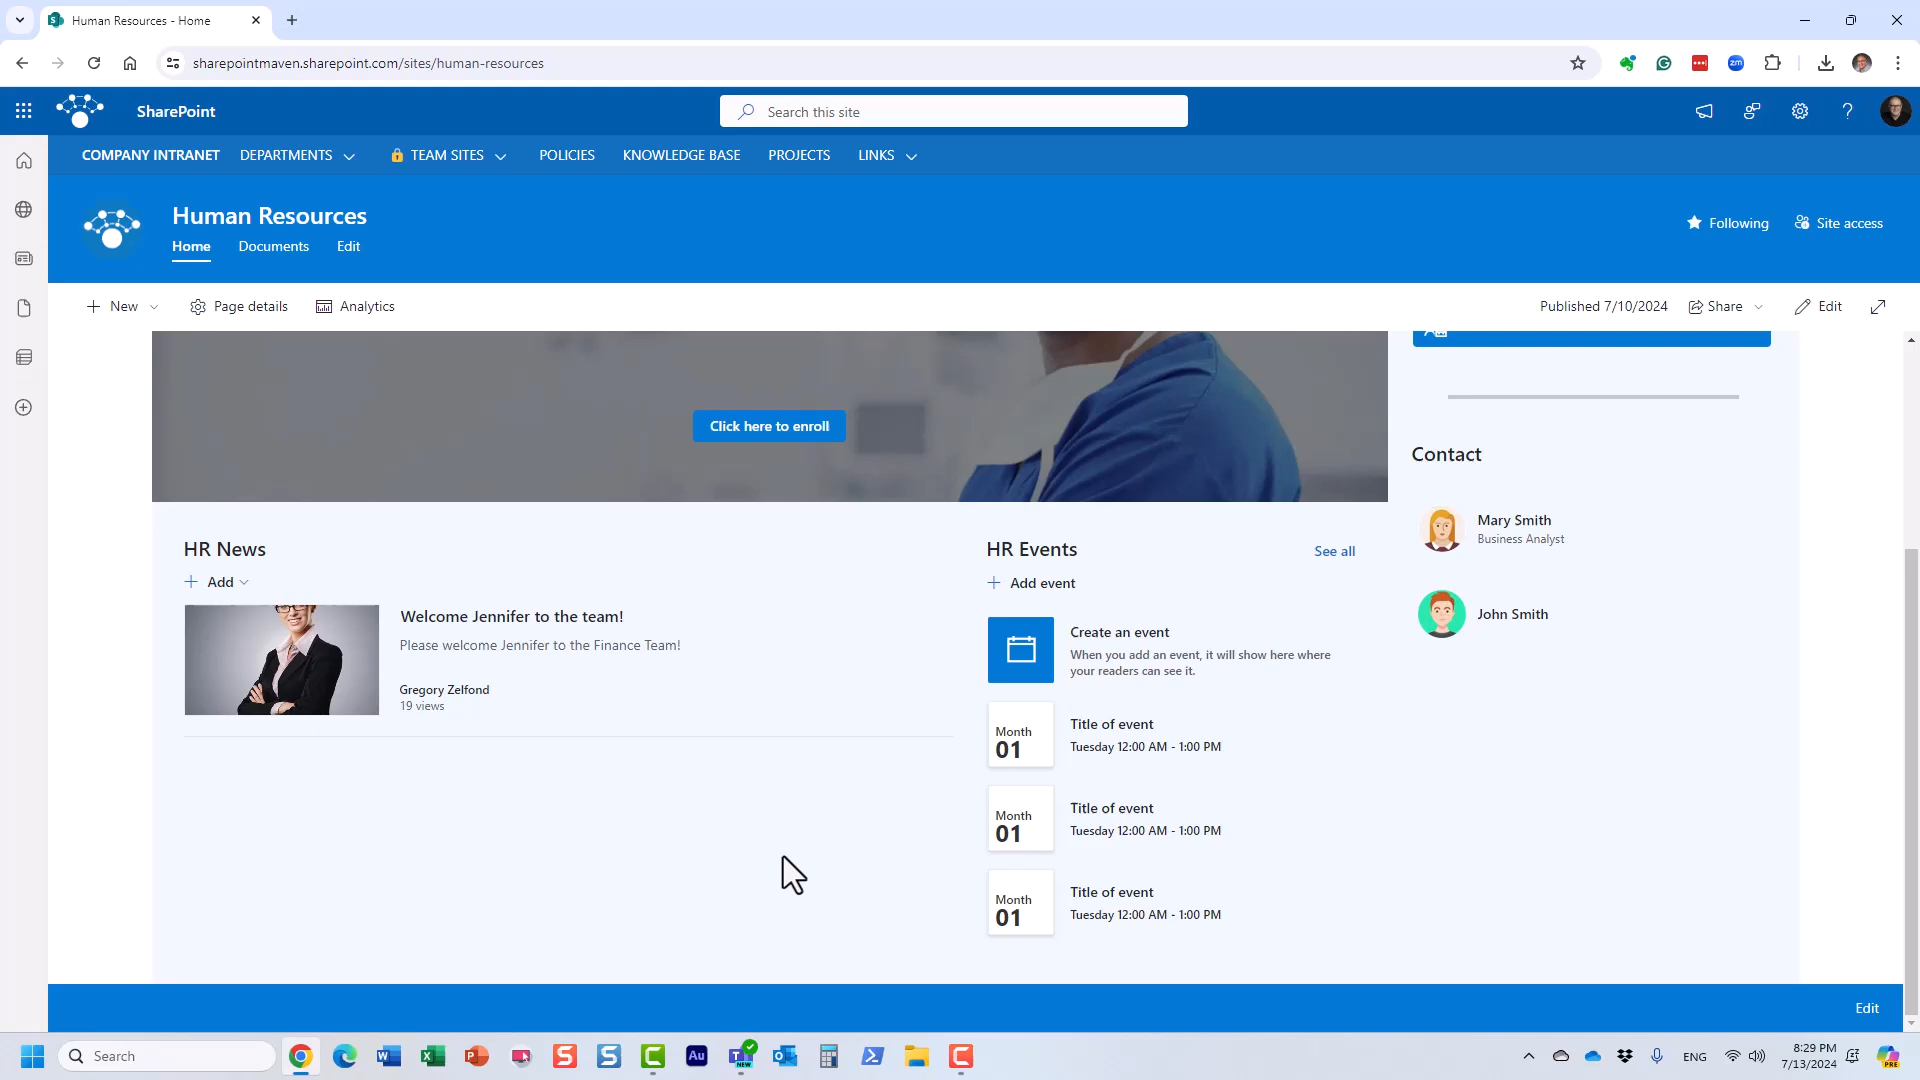 Human Resources - Home
sharepointmaven.sharepoint.com/sites/human-resources
zm
SharePoint
Search this site
COMPANY INTRANET
DEPARTMENTS
TEAM SITES
POLICIES
KNOWLEDGE BASE
PROJECTS
LINKS
Human Resources
Home
Documents
Edit
Following
Site access
New
Page details
Analytics
Published 7/10/2024
Share
Edit
Click here to enroll
Contact
Mary Smith
Business Analyst
John Smith
HR News
Add
Welcome Jennifer to the team!
Please welcome Jennifer to the Finance Team!
Gregory Zelfond
19 views
HR Events
See all
Add event
Create an event
When you add an event, it will show here where
your readers can see it.
Month
01
Title of event
Tuesday 12:00 AM - 1:00 PM
Month
01
Title of event
Tuesday 12:00 AM - 1:00 PM
Month
01
Title of event
Tuesday 12:00 AM - 1:00 PM
Edit
Search
Au
NEW
ENG
8:29 PM
7/13/2024
PRE